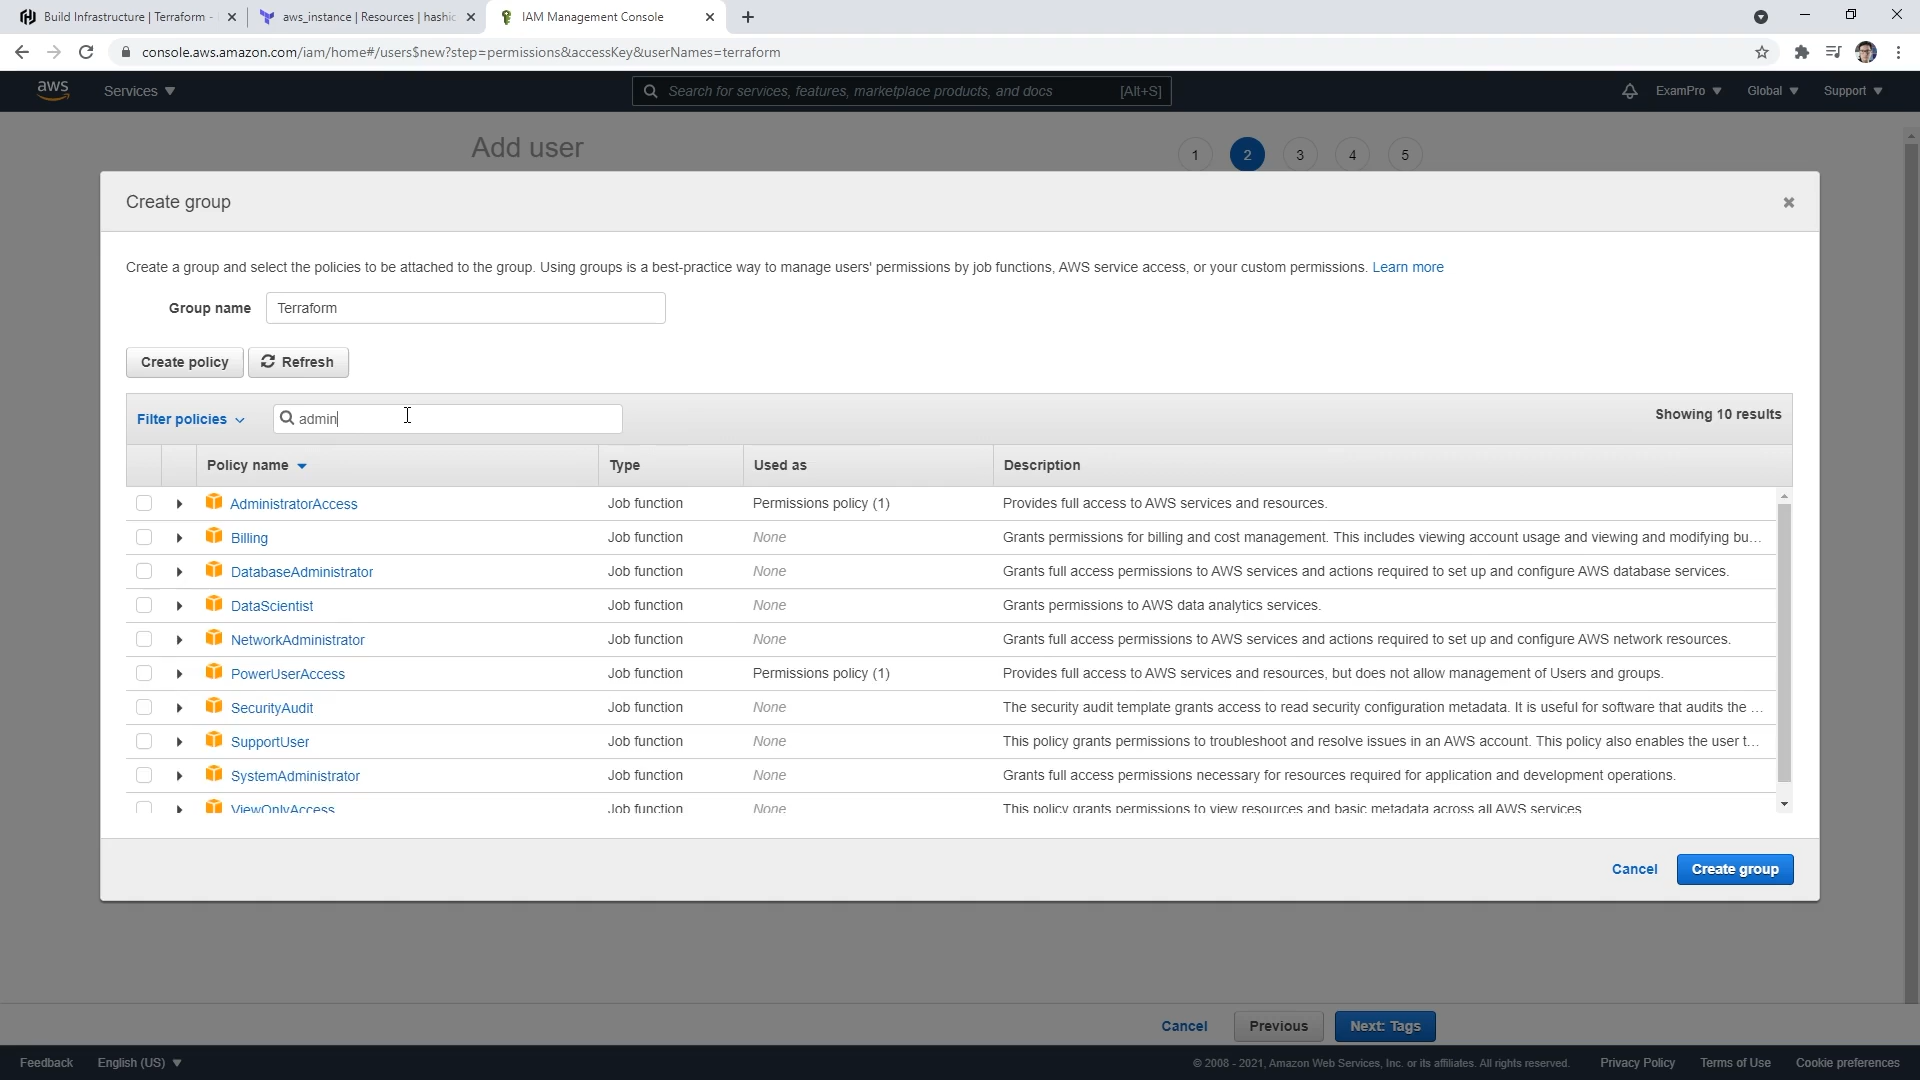 Build Infrastructure | Terraform -
aws_instance | Resources | hashic
IAM Management Console
console.aws.amazon.com/iam/home#/users$new?step=permissions&accessKey&userNames=terraform
aws
Services
Search for services, features, marketplace products, and docs
[Alt+S]
ExamPro
Global
Support
Add user
1
2
3
4
5
Create group
Create a group and select the policies to be attached to the group. Using groups is a best-practice way to manage users' permissions by job functions, AWS service access, or your custom permissions. Learn more
Group name
Terraform
Create policy
Refresh
Filter policies
admin
Showing 10 results
Policy name
Type
Used as
Description
AdministratorAccess
Job function
Permissions policy (1)
Provides full access to AWS services and resources.
Billing
Job function
None
Grants permissions for billing and cost management. This includes viewing account usage and viewing and modifying bu...
DatabaseAdministrator
Job function
None
Grants full access permissions to AWS services and actions required to set up and configure AWS database services.
DataScientist
Job function
None
Grants permissions to AWS data analytics services.
NetworkAdministrator
Job function
None
Grants full access permissions to AWS services and actions required to set up and configure AWS network resources.
PowerUserAccess
Job function
Permissions policy (1)
Provides full access to AWS services and resources, but does not allow management of Users and groups.
SecurityAudit
Job function
None
The security audit template grants access to read security configuration metadata. It is useful for software that audits the ...
SupportUser
Job function
None
This policy grants permissions to troubleshoot and resolve issues in an AWS account. This policy also enables the user t...
SystemAdministrator
Job function
None
Grants full access permissions necessary for resources required for application and development operations.
ViewOnlyAccess
Job function
None
This policy grants permissions to view resources and basic metadata across all AWS services
Cancel
Create group
Cancel
Previous
Next: Tags
Feedback
English (US)
© 2008 - 2021, Amazon Web Services, Inc. or its affiliates. All rights reserved.
Privacy Policy
Terms of Use
Cookie preferences